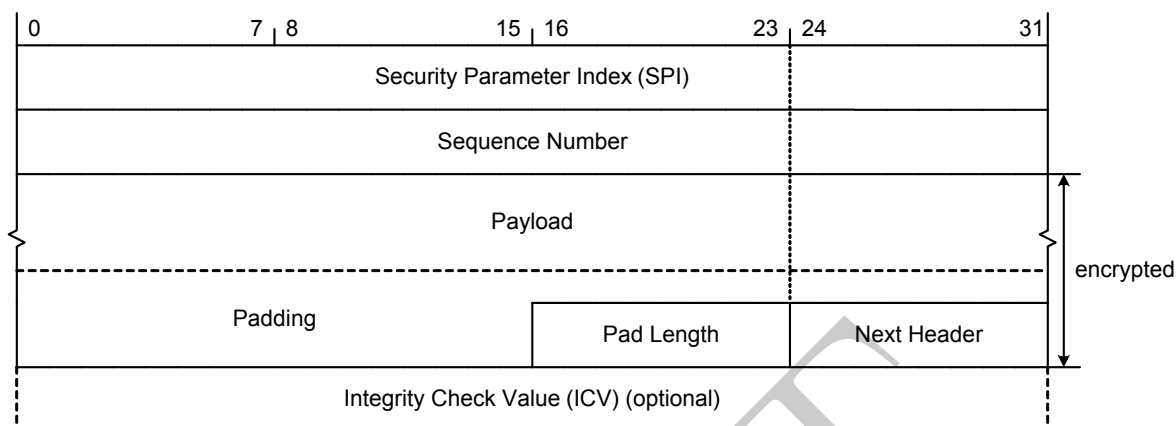 0 7 8 15 16 23 24 31
Security Parameter Index (SPI)
Sequence Number
Payload
encrypted
Padding
Pad Length
Next Header
Integrity Check Value (ICV) (optional)
T